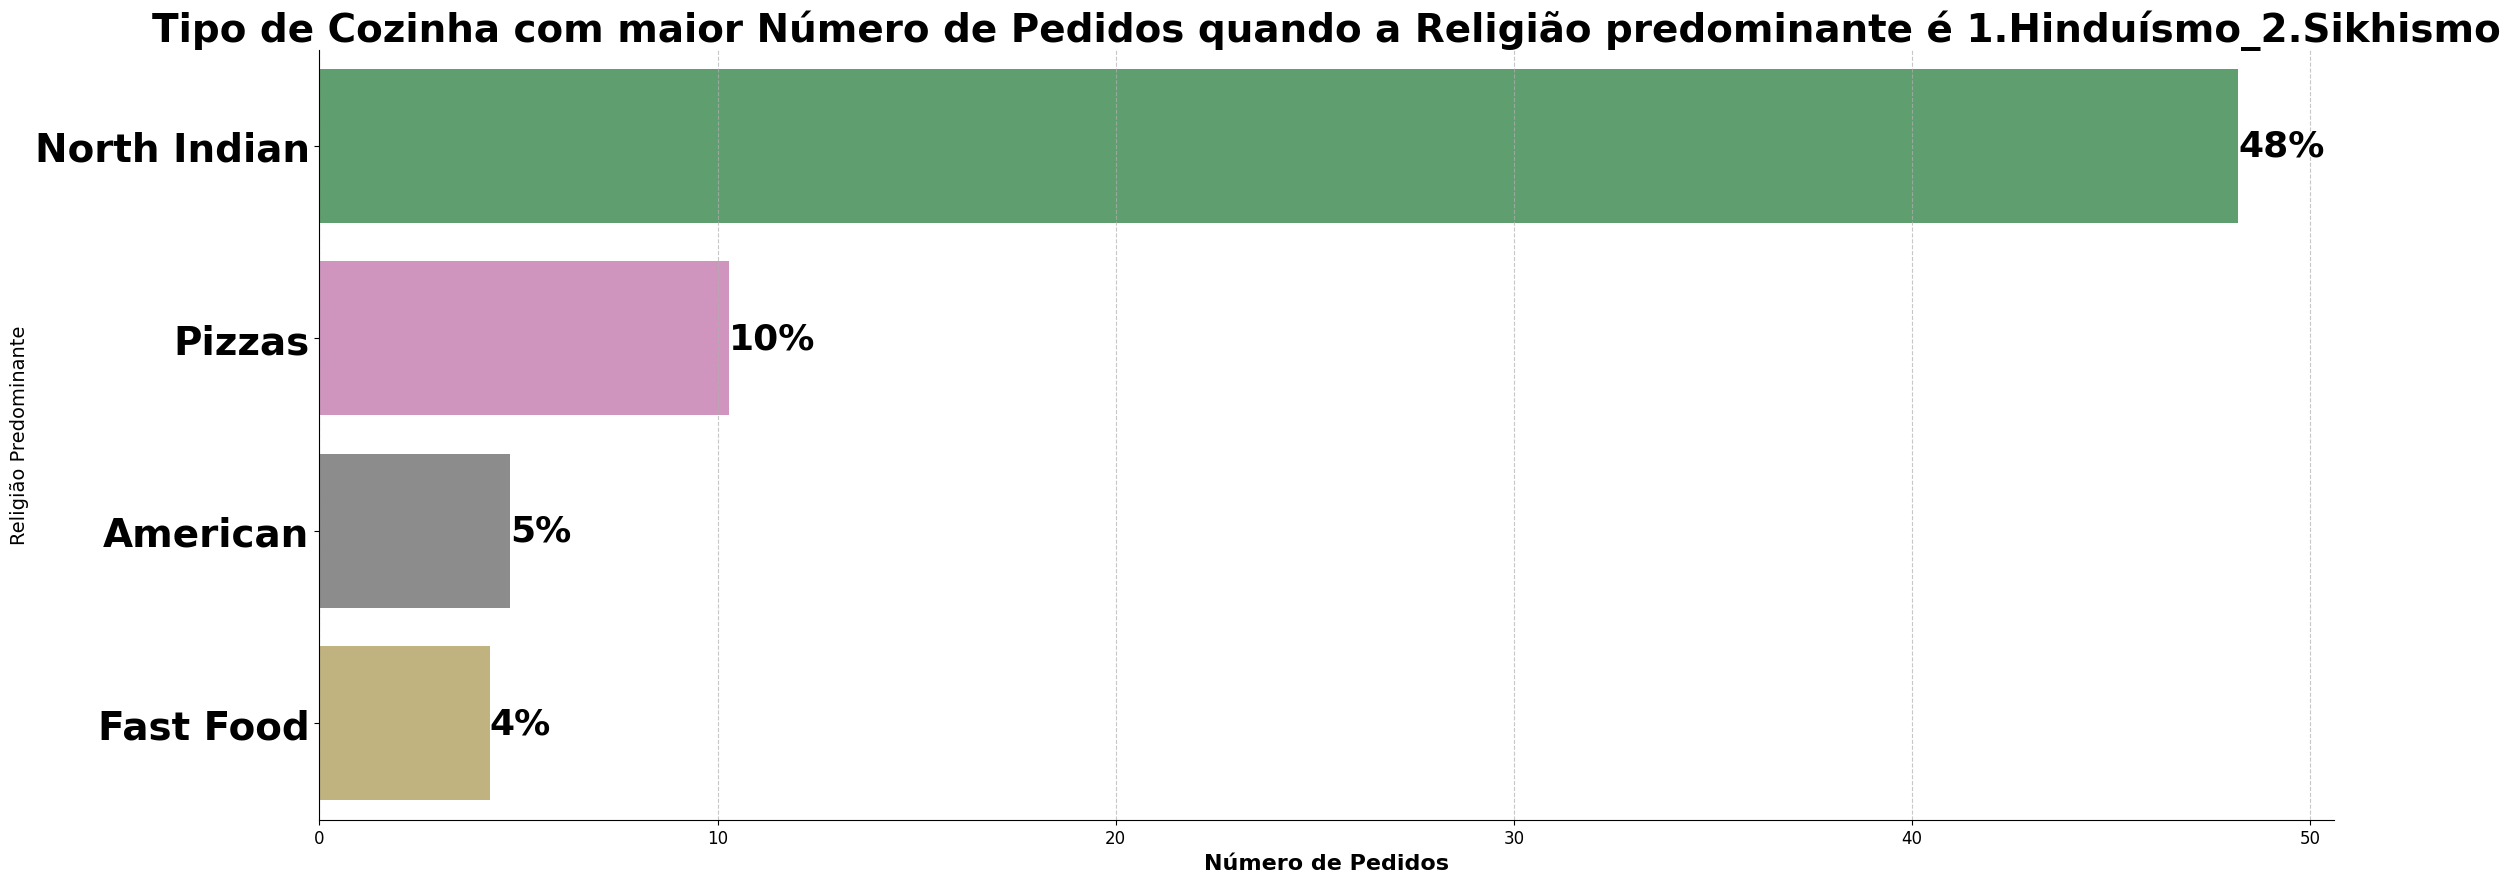 Tipo de Cozinha com maior Número de Pedidos quando a Religião predominante é 1.Hinduísmo_2.Sikhismo
North Indian
48%
Pizzas
10%
American
5%
Fast Food
4%
Religião Predominante
0 10 20 30 40 50
Número de Pedidos